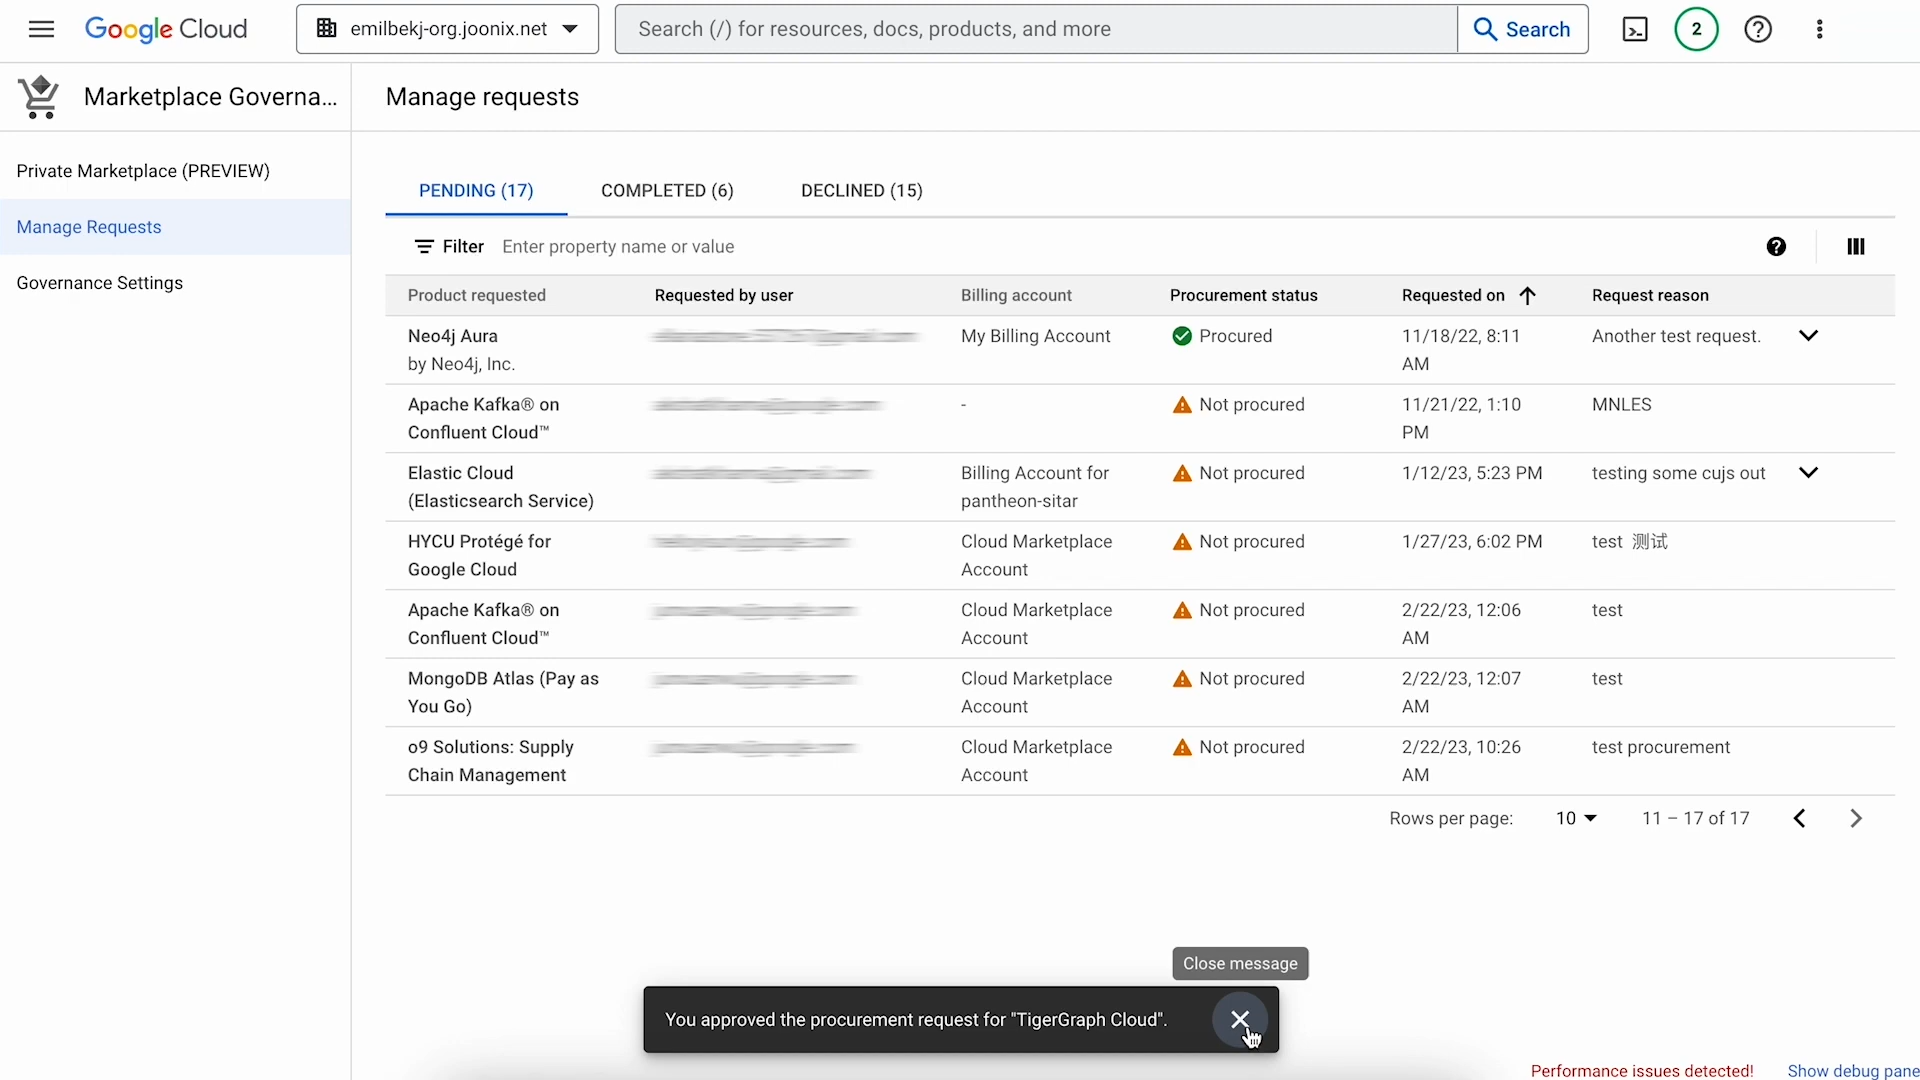 Google Cloud
emilbekj-org.joonix.net
Search (/) for resources, docs, products, and more
Search
2
Marketplace Governa...
Manage requests
Private Marketplace (PREVIEW)
Manage Requests
Governance Settings
PENDING (17)
COMPLETED (6)
DECLINED (15)
Filter
Enter property name or value
Product requested
Requested by user
Billing account
Procurement status
Requested on
Request reason
Neo4j Aura
by Neo4j, Inc.
My Billing Account
Procured
11/18/22, 8:11
AM
Another test request.
Apache Kafka® on
Confluent Cloud™
-
Not procured
11/21/22, 1:10
PM
MNLES
Elastic Cloud
(Elasticsearch Service)
Billing Account for
pantheon-sitar
Not procured
1/12/23, 5:23 PM
testing some cujs out
HYCU Protégé for
Google Cloud
Cloud Marketplace
Account
Not procured
1/27/23, 6:02 PM
test 测试
Apache Kafka® on
Confluent Cloud™
Cloud Marketplace
Account
Not procured
2/22/23, 12:06
AM
test
MongoDB Atlas (Pay as
You Go)
Cloud Marketplace
Account
Not procured
2/22/23, 12:07
AM
test
o9 Solutions: Supply
Chain Management
Cloud Marketplace
Account
Not procured
2/22/23, 10:26
AM
test procurement
Rows per page:
10
11 – 17 of 17
Close message
You approved the procurement request for "TigerGraph Cloud".
Performance issues detected!
Show debug pane